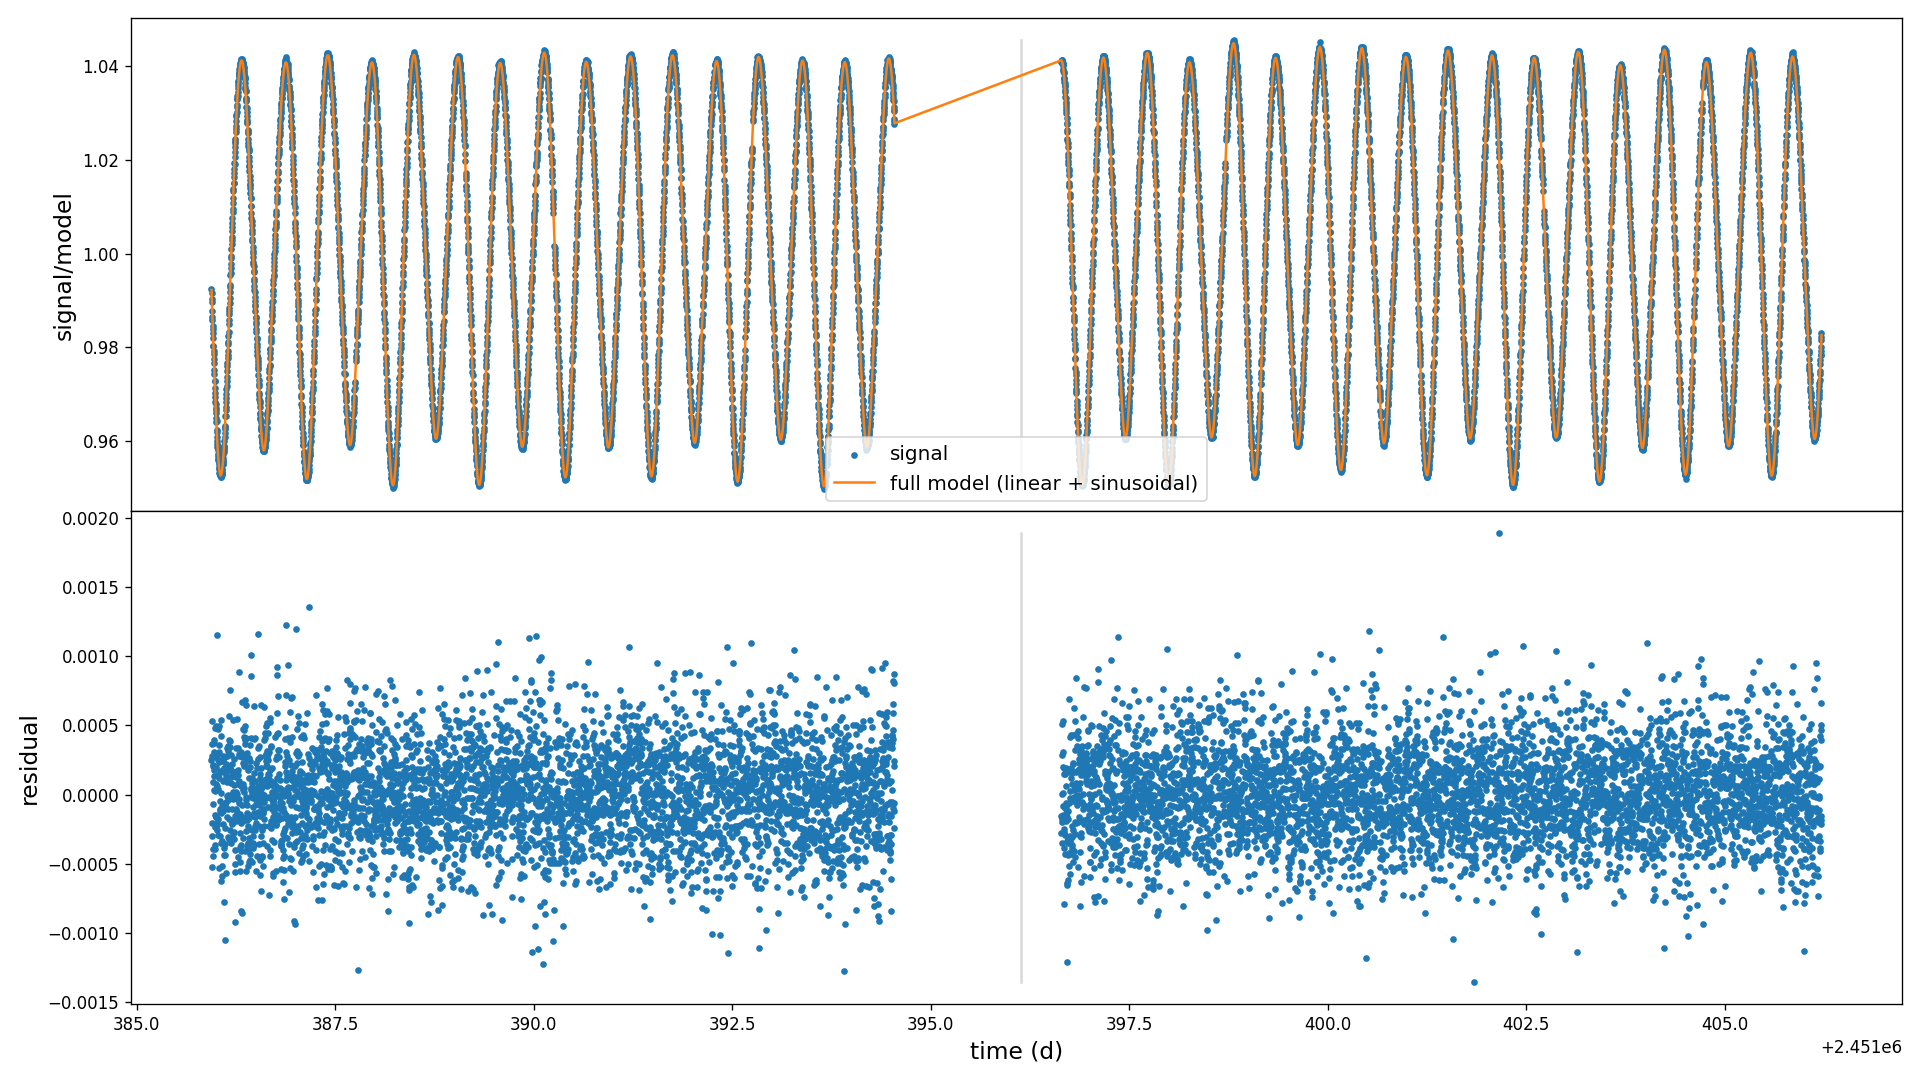 1.04
1.02
1.00
0.98
0.96
signal/model
signal
full model (linear + sinusoidal)
0.0020
0.0015
0.0010
0.0005
0.0000
−0.0005
−0.0010
−0.0015
residual
385.0 387.5 390.0 392.5 395.0 397.5 400.0 402.5 405.0
time (d)
+2.451e6